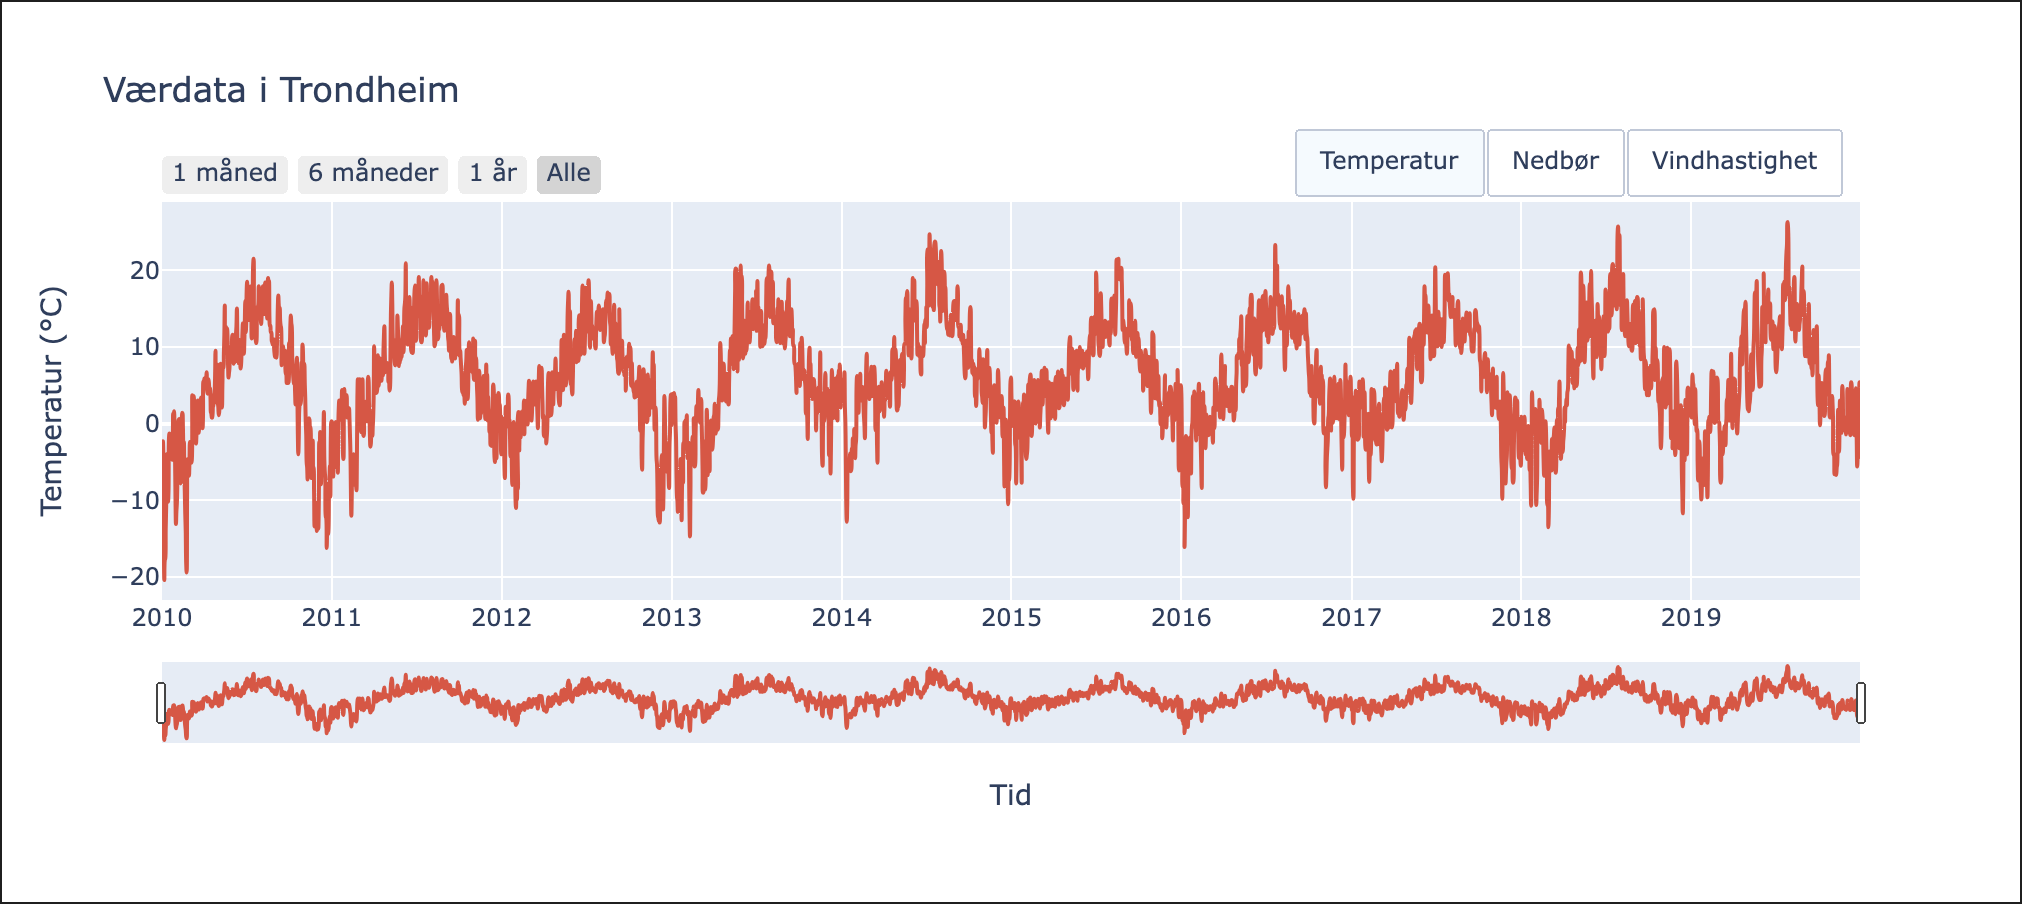 Værdata i Trondheim
1 måned 6 måneder 1 år Alle
Temperatur Nedbør Vindhastighet
Temperatur (°C)
20
10
0
−10
−20
2010 2011 2012 2013 2014 2015 2016 2017 2018 2019
Tid